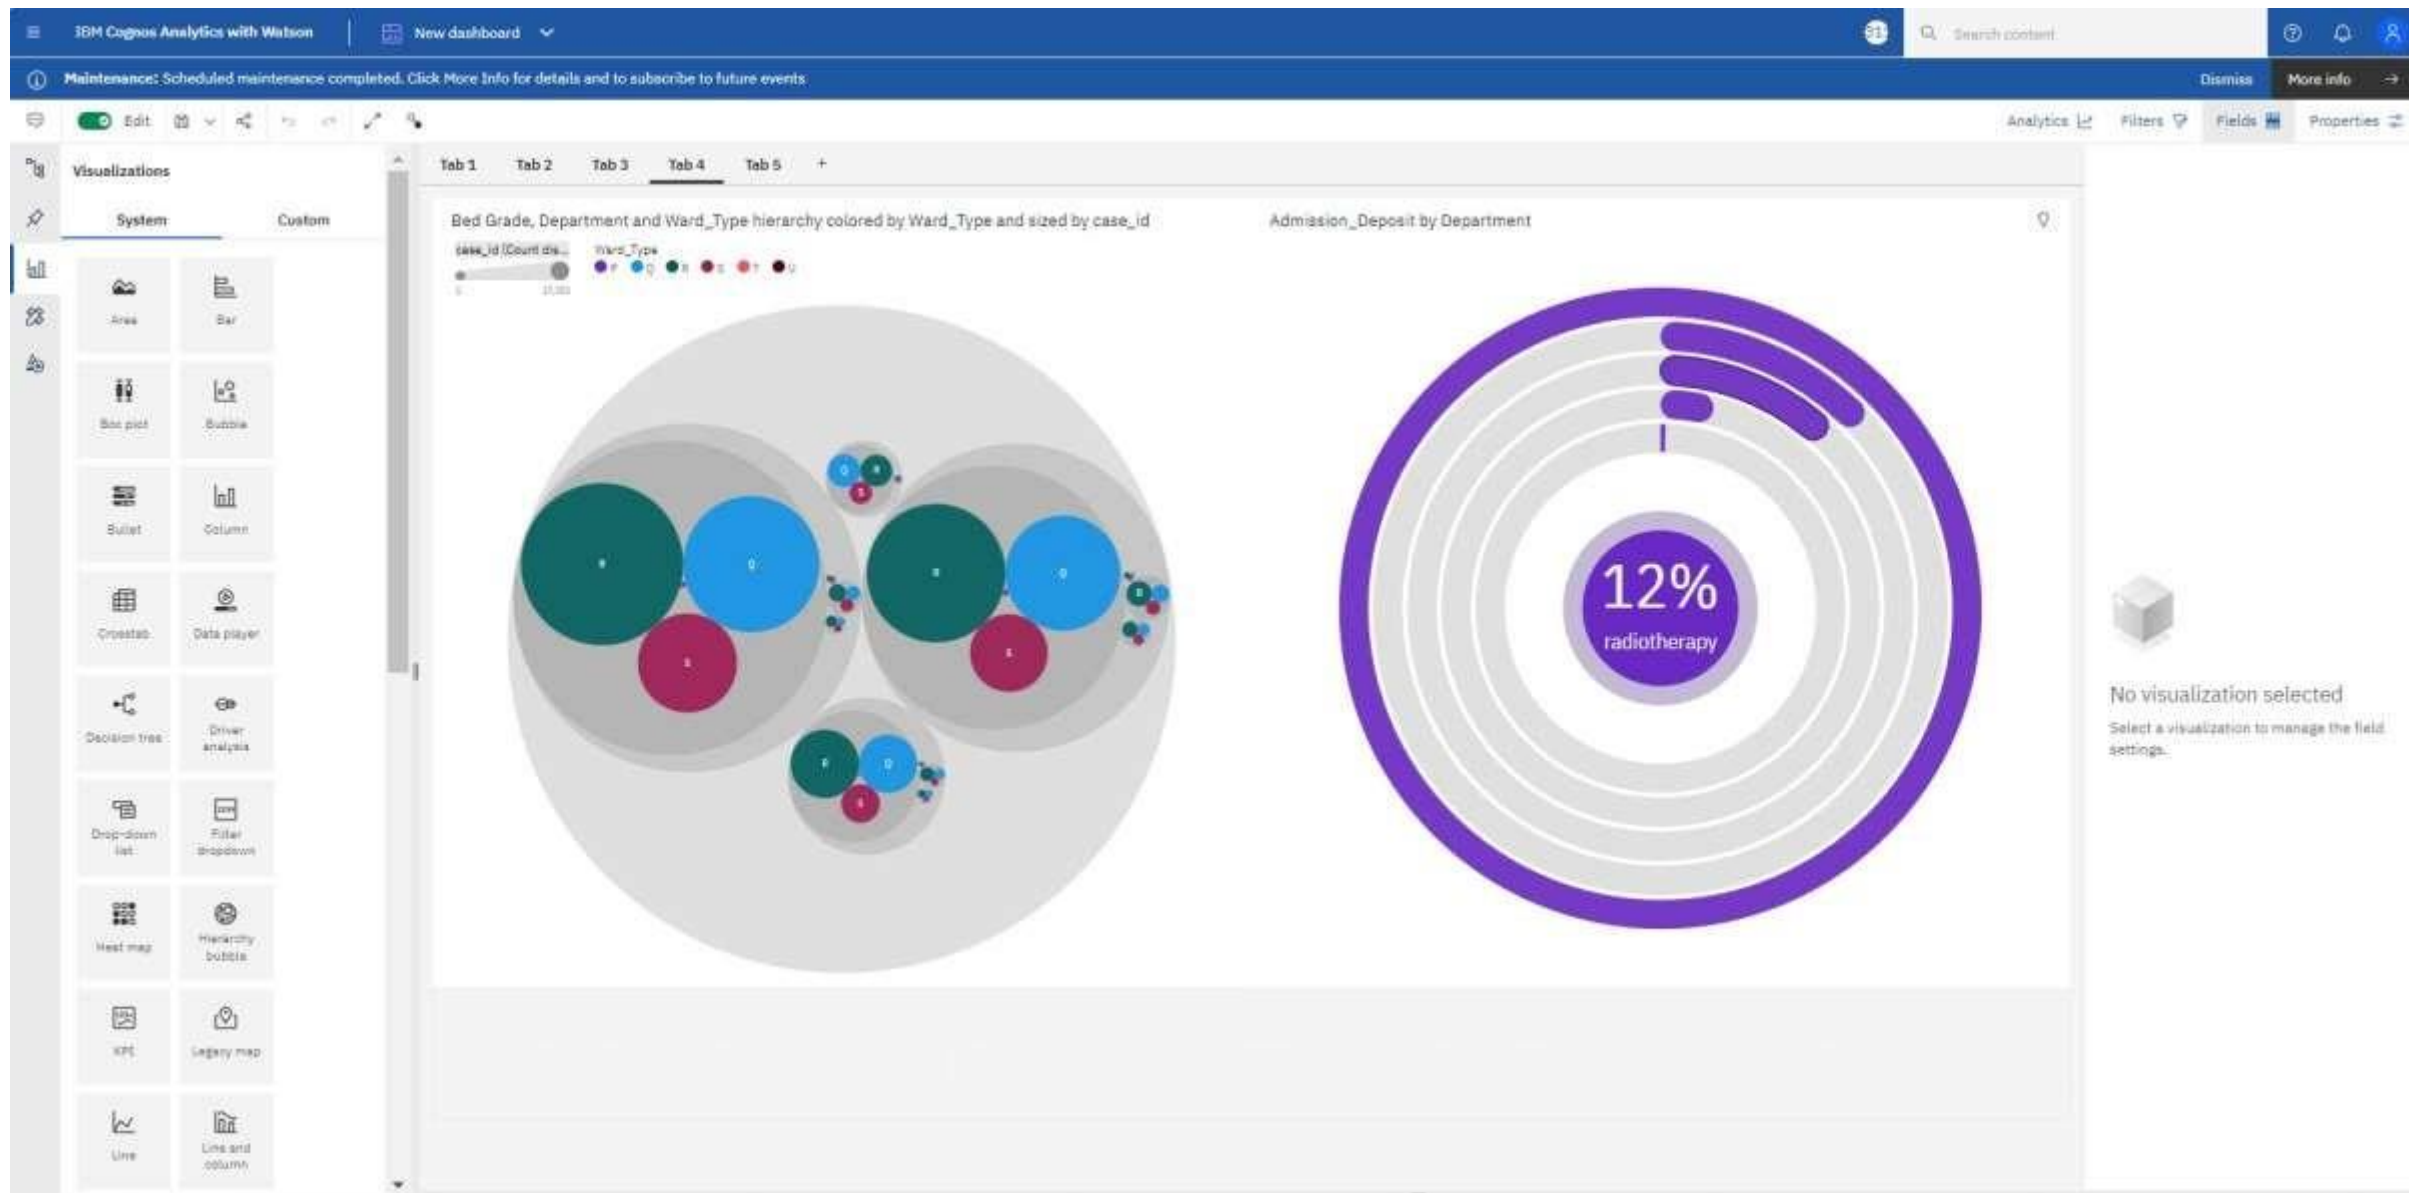 IBM Cognos Analytics with Watson
New dashboard
Search content
Maintenance: Scheduled maintenance completed. Click More Info for details and to subscribe to future events
Dismiss
More info
Edit
Analytics
Filters
Fields
Properties
Visualizations
System
Custom
Area
Bar
Box plot
Bubble
Bullet
Column
Crosstab
Data player
Decision tree
Driver
analysis
Drop-down
list
Filter
dropdown
Heat map
Hierarchy
bubble
KPI
Legacy map
Line
Line and
column
Tab 1
Tab 2
Tab 3
Tab 4
Tab 5
+
Bed Grade, Department and Ward_Type hierarchy colored by Ward_Type and sized by case_id
case_id (Count dis...
Ward_Type
P
Q
R
S
T
U
Q
R
S
R
Q
S
R
Q
S
R
R
Q
S
Admission_Deposit by Department
12%
radiotherapy
No visualization selected
Select a visualization to manage the field
settings.